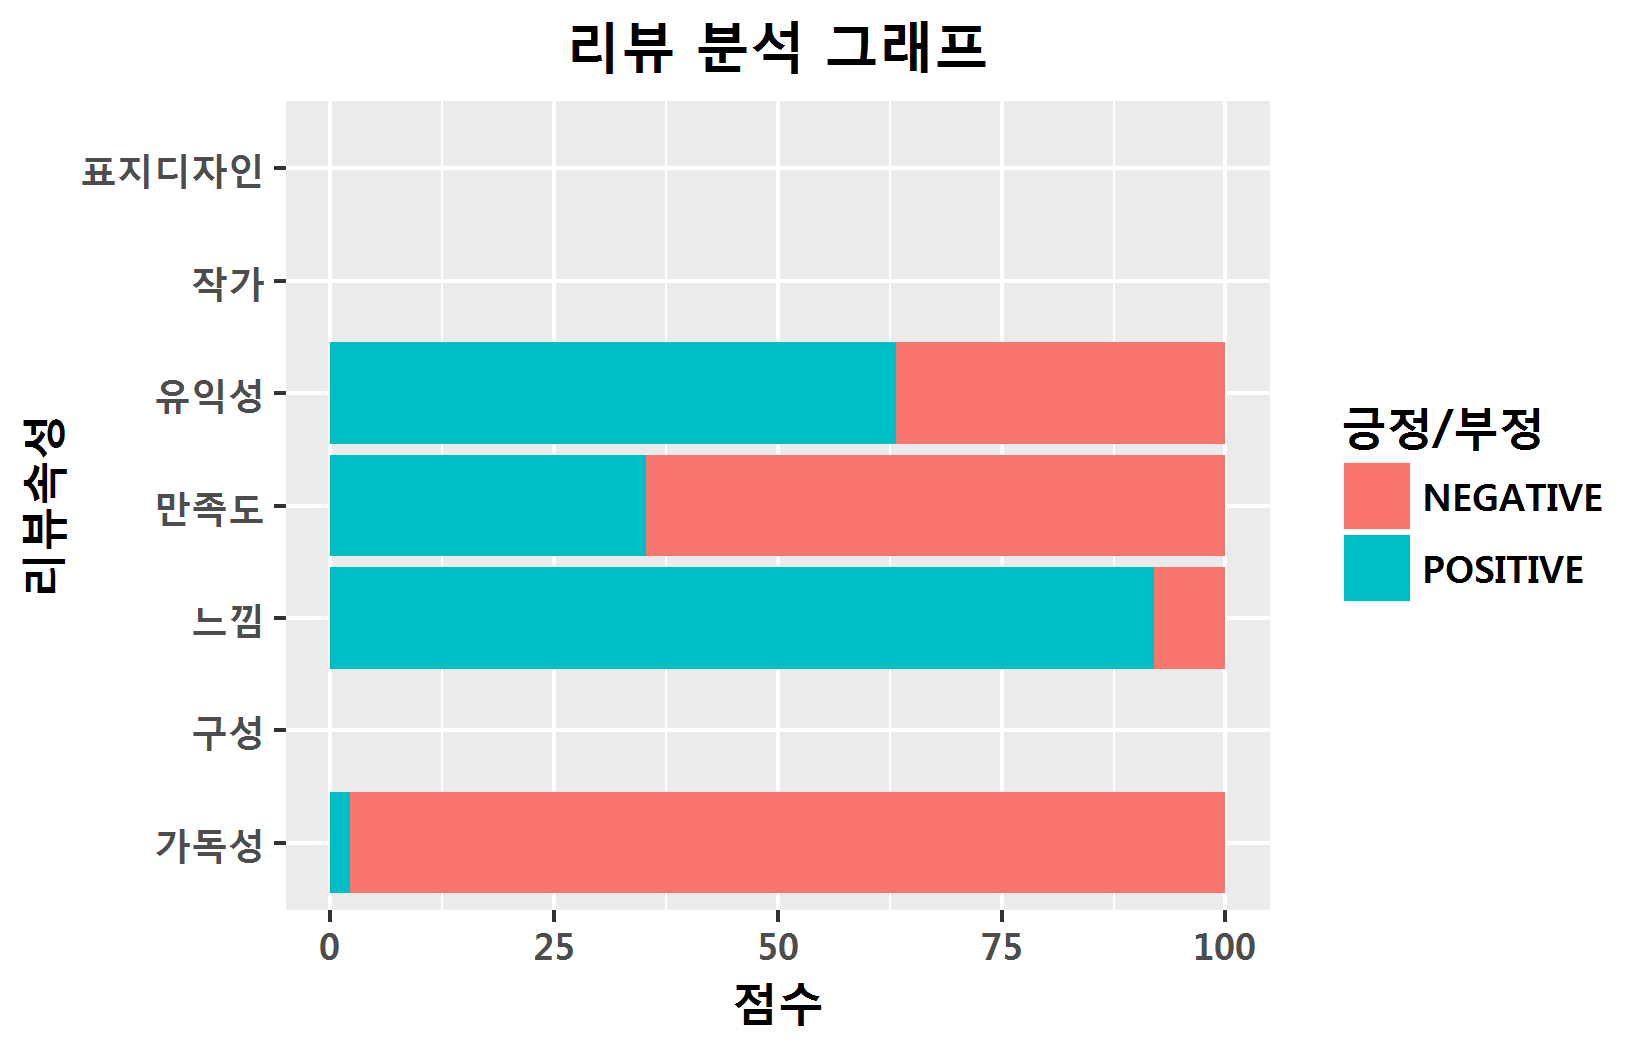 리뷰 분석 그래프
표지디자인
작가
유익성
만족도
느낌
구성
가독성
리뷰속성
0 25 50 75 100
점수
긍정/부정
NEGATIVE
POSITIVE